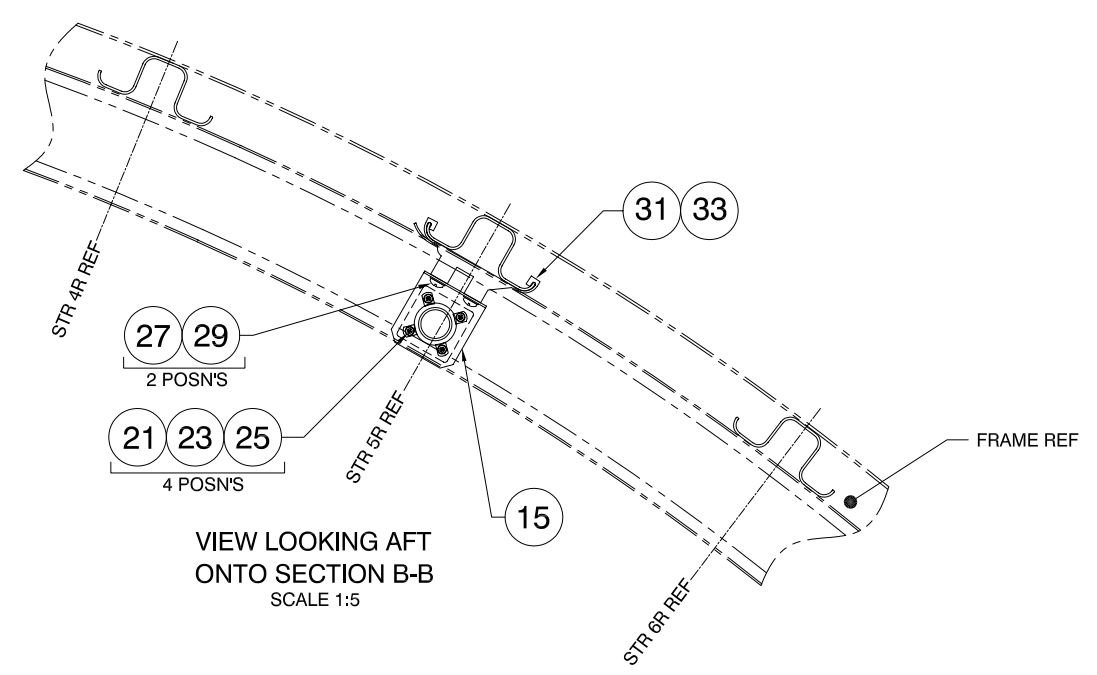 31 33
STR 4R REF
27 29
2 POSN'S
21 23 25
4 POSN'S
STR 5R REF
FRAME REF
15
VIEW LOOKING AFT
ONTO SECTION B-B
SCALE 1:5
STR 6R REF